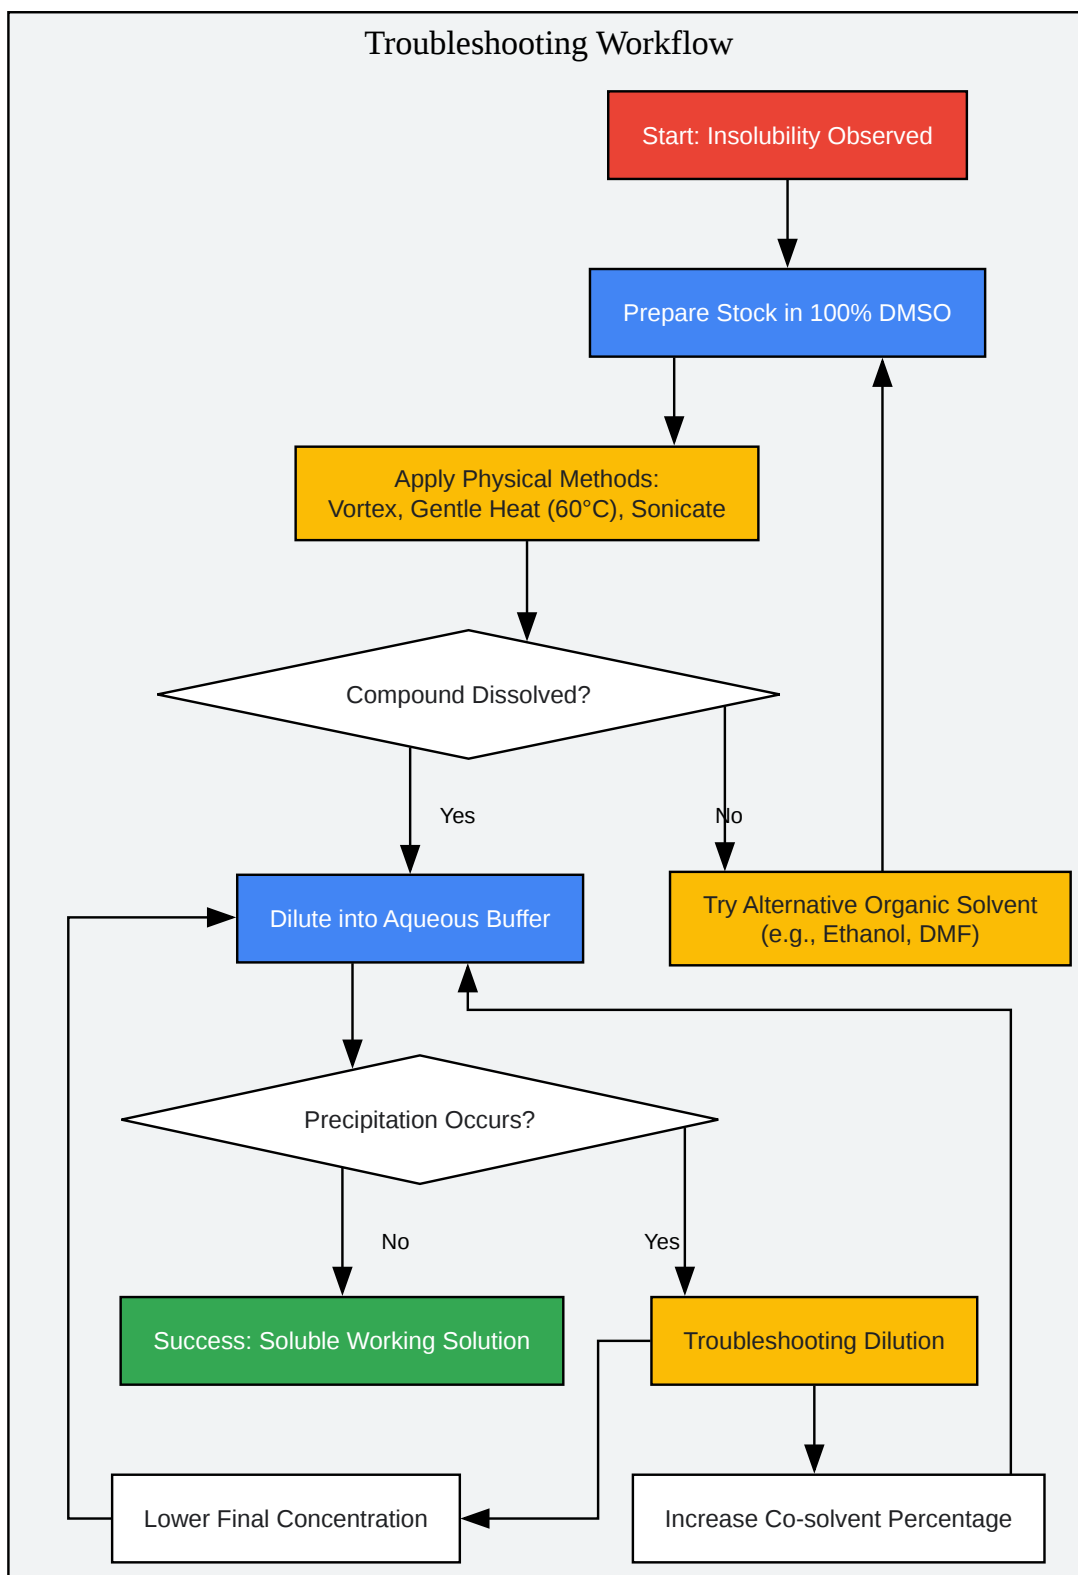 Troubleshooting Workflow
Start: Insolubility Observed
Prepare Stock in 100% DMSO
Apply Physical Methods:
Vortex, Gentle Heat (60°C), Sonicate
Compound Dissolved?
Yes
No
Dilute into Aqueous Buffer
Try Alternative Organic Solvent
(e.g., Ethanol, DMF)
Precipitation Occurs?
No
Yes
Success: Soluble Working Solution
Troubleshooting Dilution
Lower Final Concentration
Increase Co-solvent Percentage